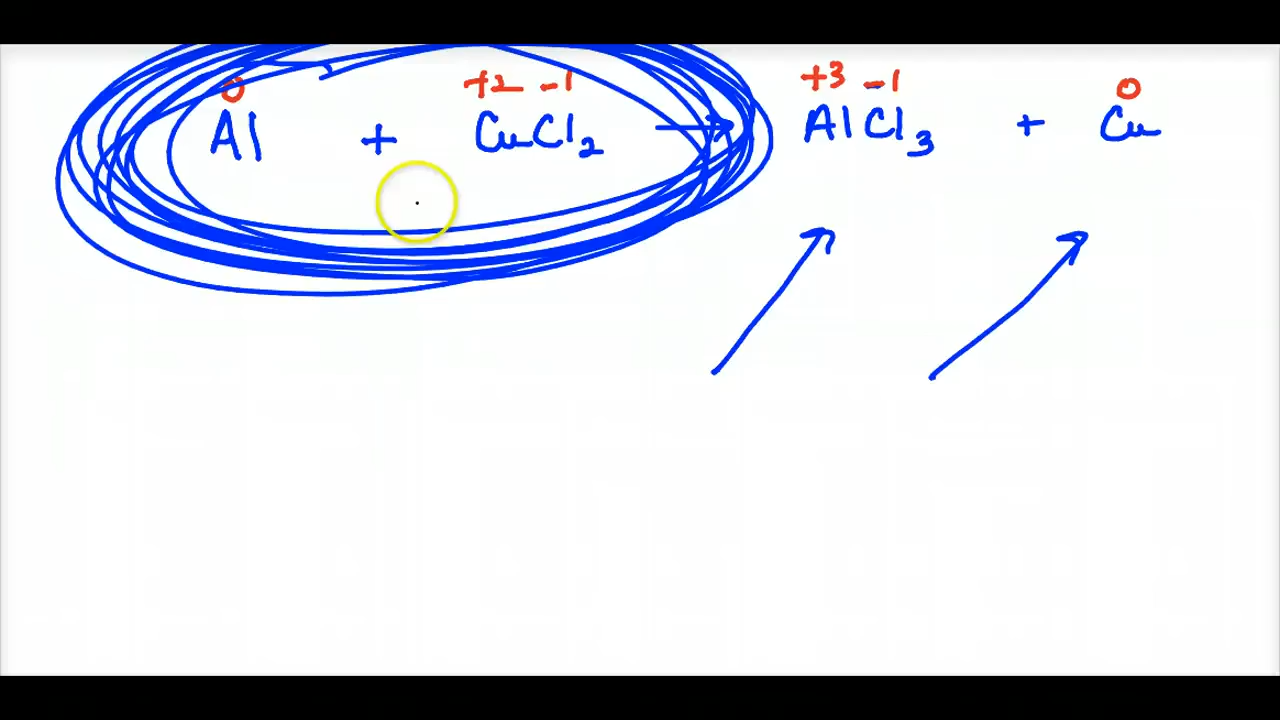 0 +2 -1 +3 -1 0
Al + CuCl₂ → AlCl₃ + Cu